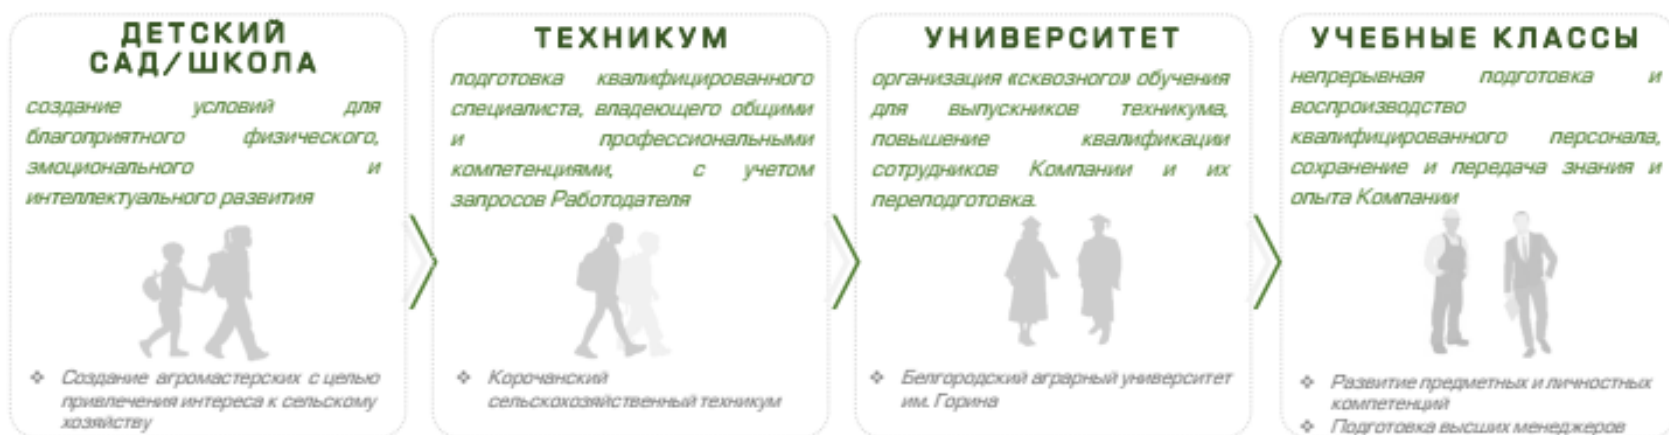 ДЕТСКИЙ
САД/ШКОЛА
создание условий для
благоприятного физического,
эмоционального и
интеллектуального развития
❖ Создание агромастерских с целью
привлечения интереса к сельскому
хозяйству
ТЕХНИКУМ
подготовка квалифицированного
специалиста, владеющего общими
и профессиональными
компетенциями, с учетом
запросов Работодателя
❖ Корочанский
сельскохозяйственный техникум
УНИВЕРСИТЕТ
организация «сквозного» обучения
для выпускников техникума,
повышение квалификации
сотрудников Компании и их
переподготовка.
❖ Белгородский аграрный университет
им. Горина
УЧЕБНЫЕ КЛАССЫ
непрерывная подготовка и
воспроизводство
квалифицированного персонала,
сохранение и передача знания и
опыта Компании
❖ Развитие предметных и личностных
компетенций
❖ Подготовка высших менеджеров